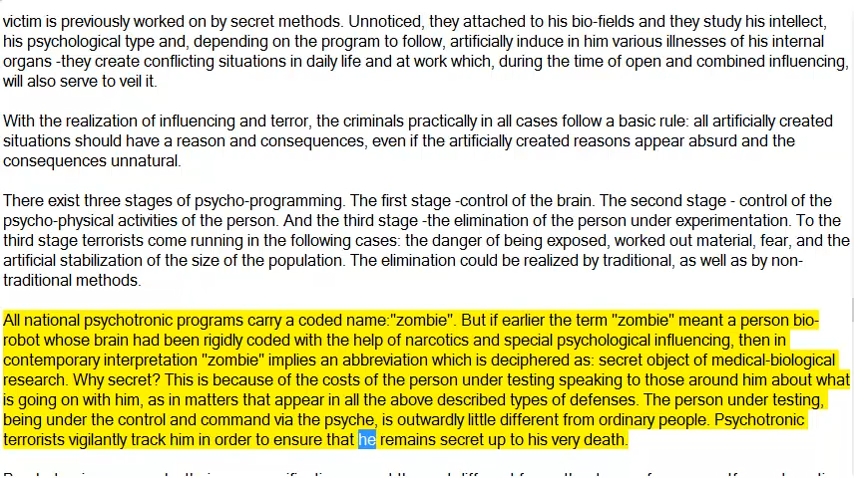 victim is previously worked on by secret methods. Unnoticed, they attached to his bio-fields and they study his intellect,
his psychological type and, depending on the program to follow, artificially induce in him various illnesses of his internal
organs -they create conflicting situations in daily life and at work which, during the time of open and combined influencing,
will also serve to veil it.
With the realization of influencing and terror, the criminals practically in all cases follow a basic rule: all artificially created
situations should have a reason and consequences, even if the artificially created reasons appear absurd and the
consequences unnatural.
There exist three stages of psycho-programming. The first stage -control of the brain. The second stage - control of the
psycho-physical activities of the person. And the third stage -the elimination of the person under experimentation. To the
third stage terrorists come running in the following cases: the danger of being exposed, worked out material, fear, and the
artificial stabilization of the size of the population. The elimination could be realized by traditional, as well as by non-
traditional methods.
All national psychotronic programs carry a coded name:"zombie". But if earlier the term "zombie" meant a person bio-
robot whose brain had been rigidly coded with the help of narcotics and special psychological influencing, then in
contemporary interpretation "zombie" implies an abbreviation which is deciphered as: secret object of medical-biological
research. Why secret? This is because of the costs of the person under testing speaking to those around him about what
is going on with him, as in matters that appear in all the above described types of defenses. The person under testing,
being under the control and command via the psyche, is outwardly little different from ordinary people. Psychotronic
terrorists vigilantly track him in order to ensure that he remains secret up to his very death.